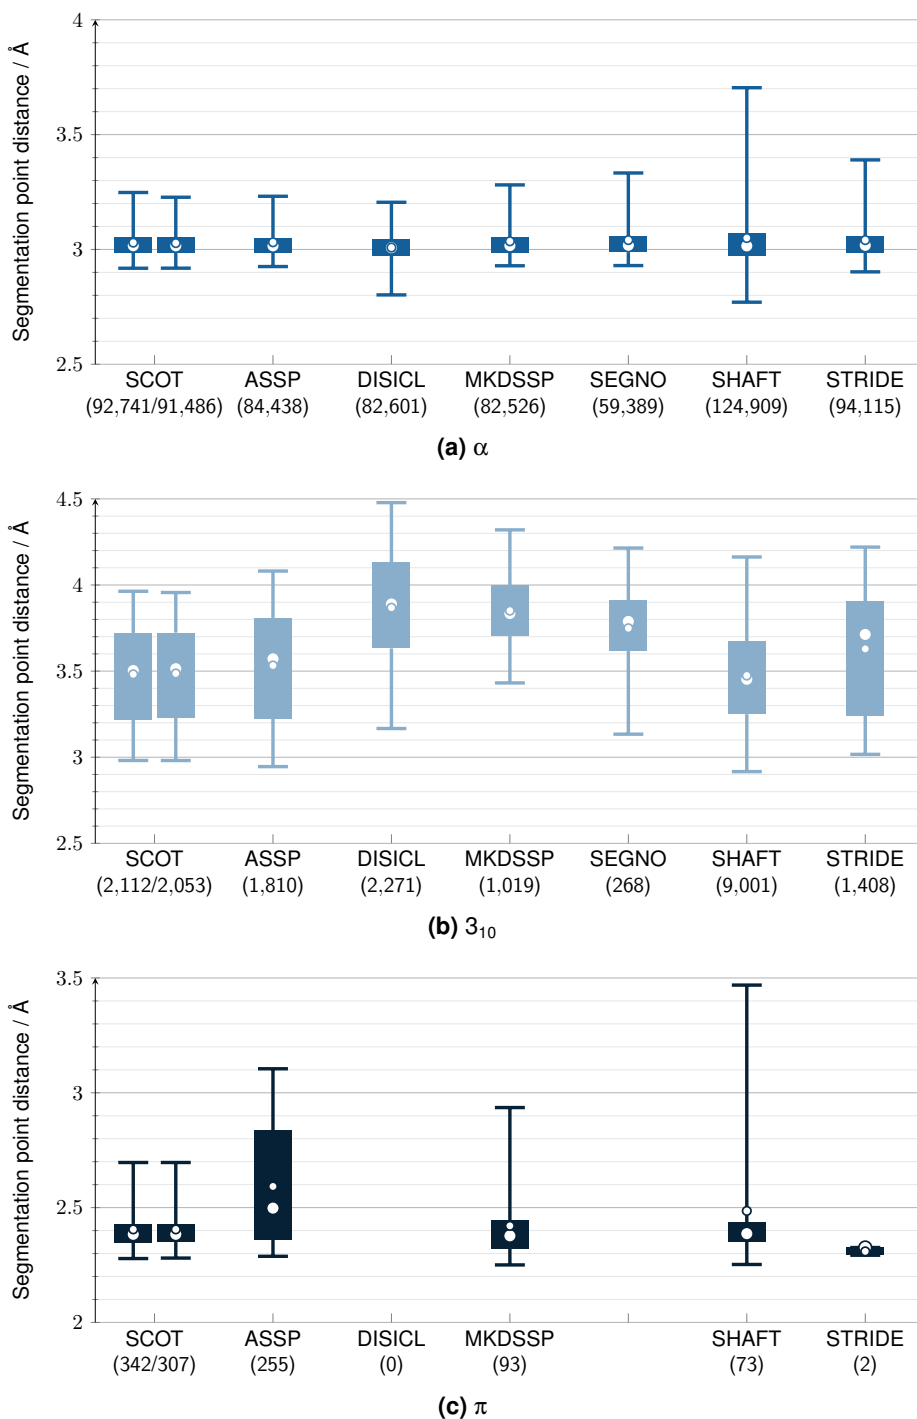 Segmentation point distance / Å
4
3.5
3
2.5
SCOT ASSP DISICL MKDSSP SEGNO SHAFT STRIDE
(92,741/91,486) (84,438) (82,601) (82,526) (59,389) (124,909) (94,115)
(a) α
Segmentation point distance / Å
4.5
4
3.5
3
2.5
SCOT ASSP DISICL MKDSSP SEGNO SHAFT STRIDE
(2,112/2,053) (1,810) (2,271) (1,019) (268) (9,001) (1,408)
(b) 3₁₀
Segmentation point distance / Å
3.5
3
2.5
2
SCOT ASSP DISICL MKDSSP SHAFT STRIDE
(342/307) (255) (0) (93) (73) (2)
(c) π